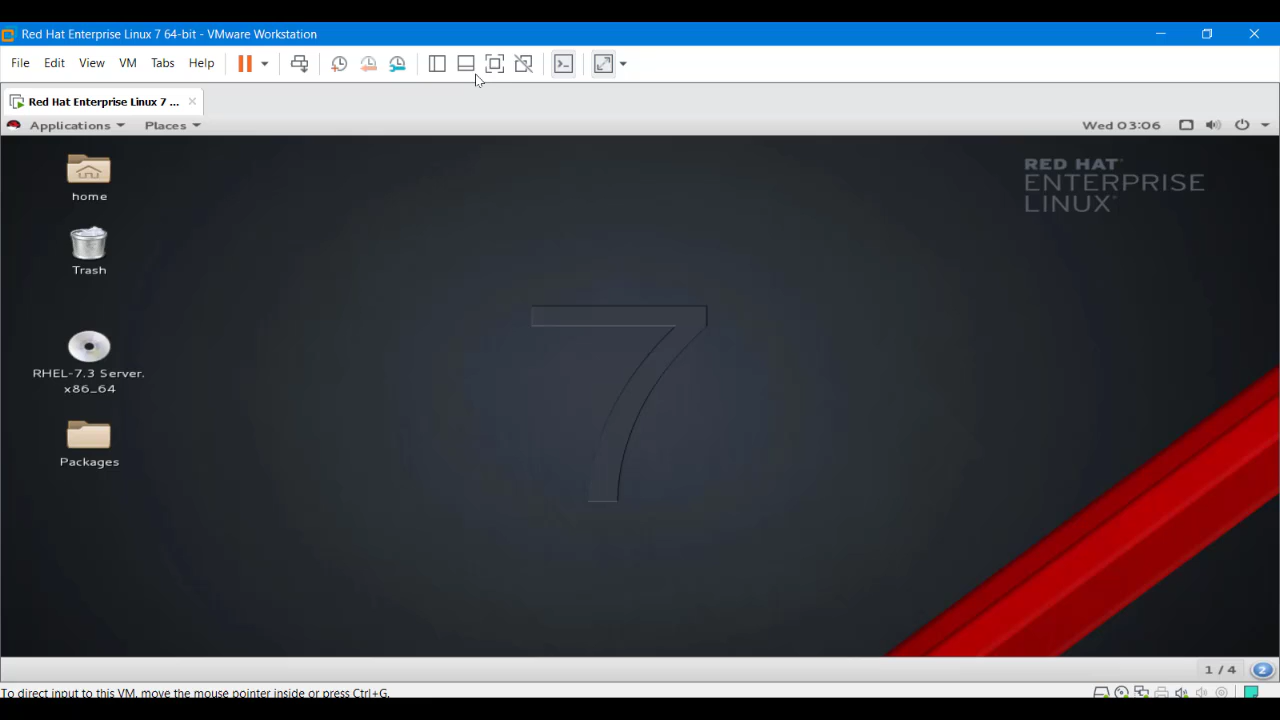 Red Hat Enterprise Linux 7 64-bit - VMware Workstation
File Edit View VM Tabs Help
Red Hat Enterprise Linux 7 ...
Applications Places Wed 03:06
RED HAT
ENTERPRISE
LINUX
home
Trash
RHEL-7.3 Server.
x86_64
Packages
7
1 / 4 2
To direct input to this VM, move the mouse pointer inside or press Ctrl+G.